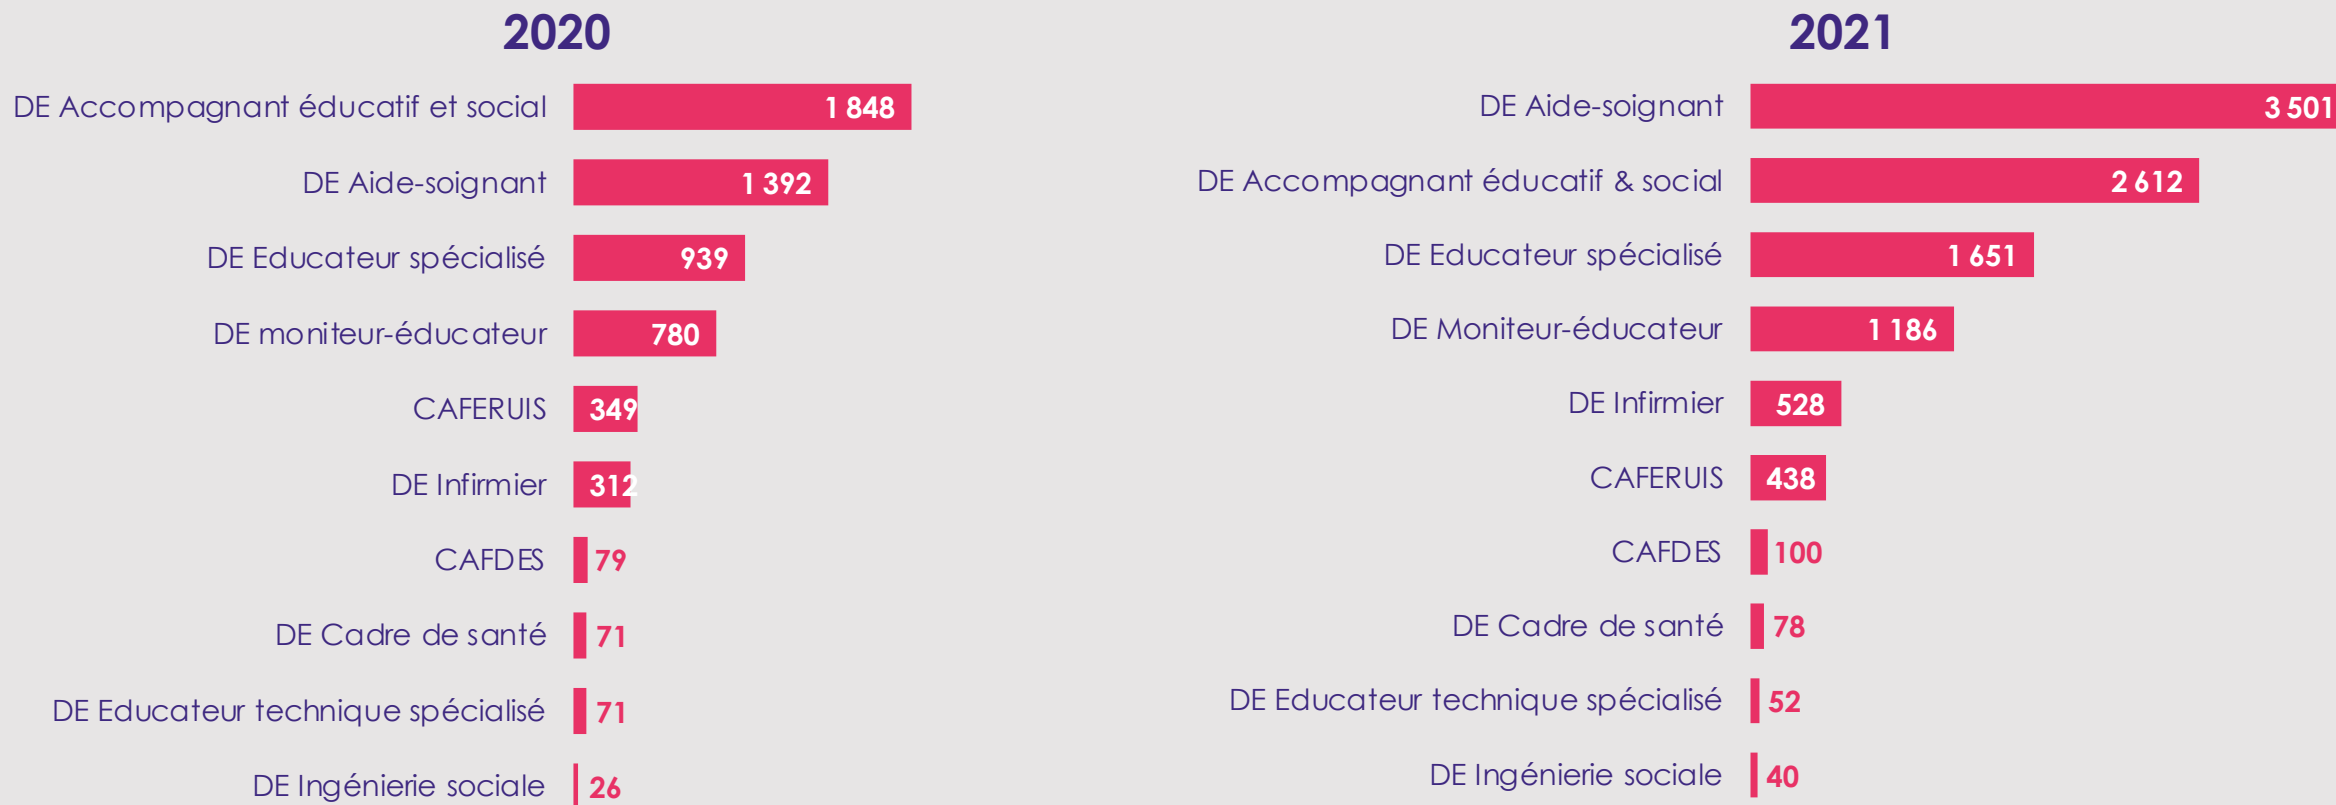 2020
DE Accompagnant éducatif et social 1 848
DE Aide-soignant 1 392
DE Educateur spécialisé 939
DE moniteur-éducateur 780
CAFERUIS 349
DE Infirmier 312
CAFDES 79
DE Cadre de santé 71
DE Educateur technique spécialisé 71
DE Ingénierie sociale 26
2021
DE Aide-soignant 3 501
DE Accompagnant éducatif & social 2 612
DE Educateur spécialisé 1 651
DE Moniteur-éducateur 1 186
DE Infirmier 528
CAFERUIS 438
CAFDES 100
DE Cadre de santé 78
DE Educateur technique spécialisé 52
DE Ingénierie sociale 40